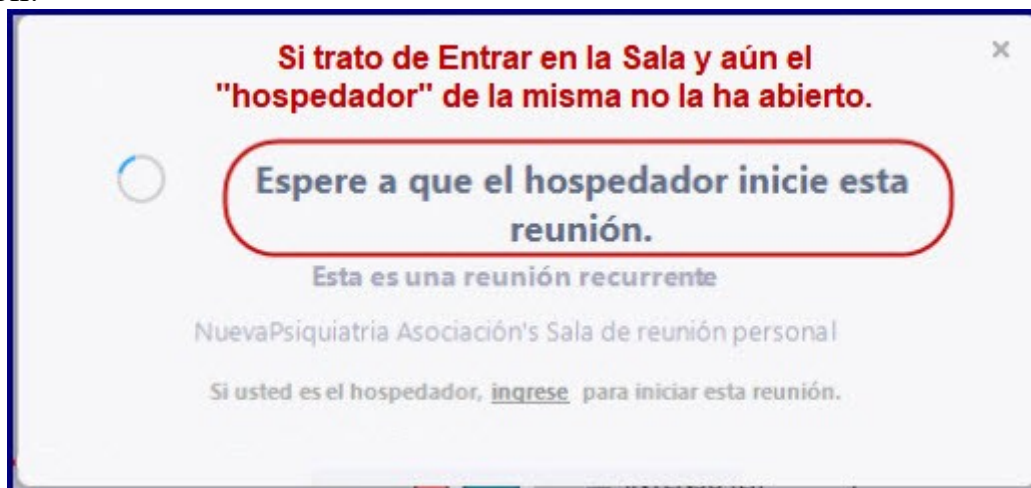 Si trato de Entrar en la Sala y aún el
"hospedador" de la misma no la ha abierto.
Espere a que el hospedador inicie esta
reunión.
Esta es una reunión recurrente
NuevaPsiquiatria Asociación's Sala de reunión personal
Si usted es el hospedador, ingrese para iniciar esta reunión.